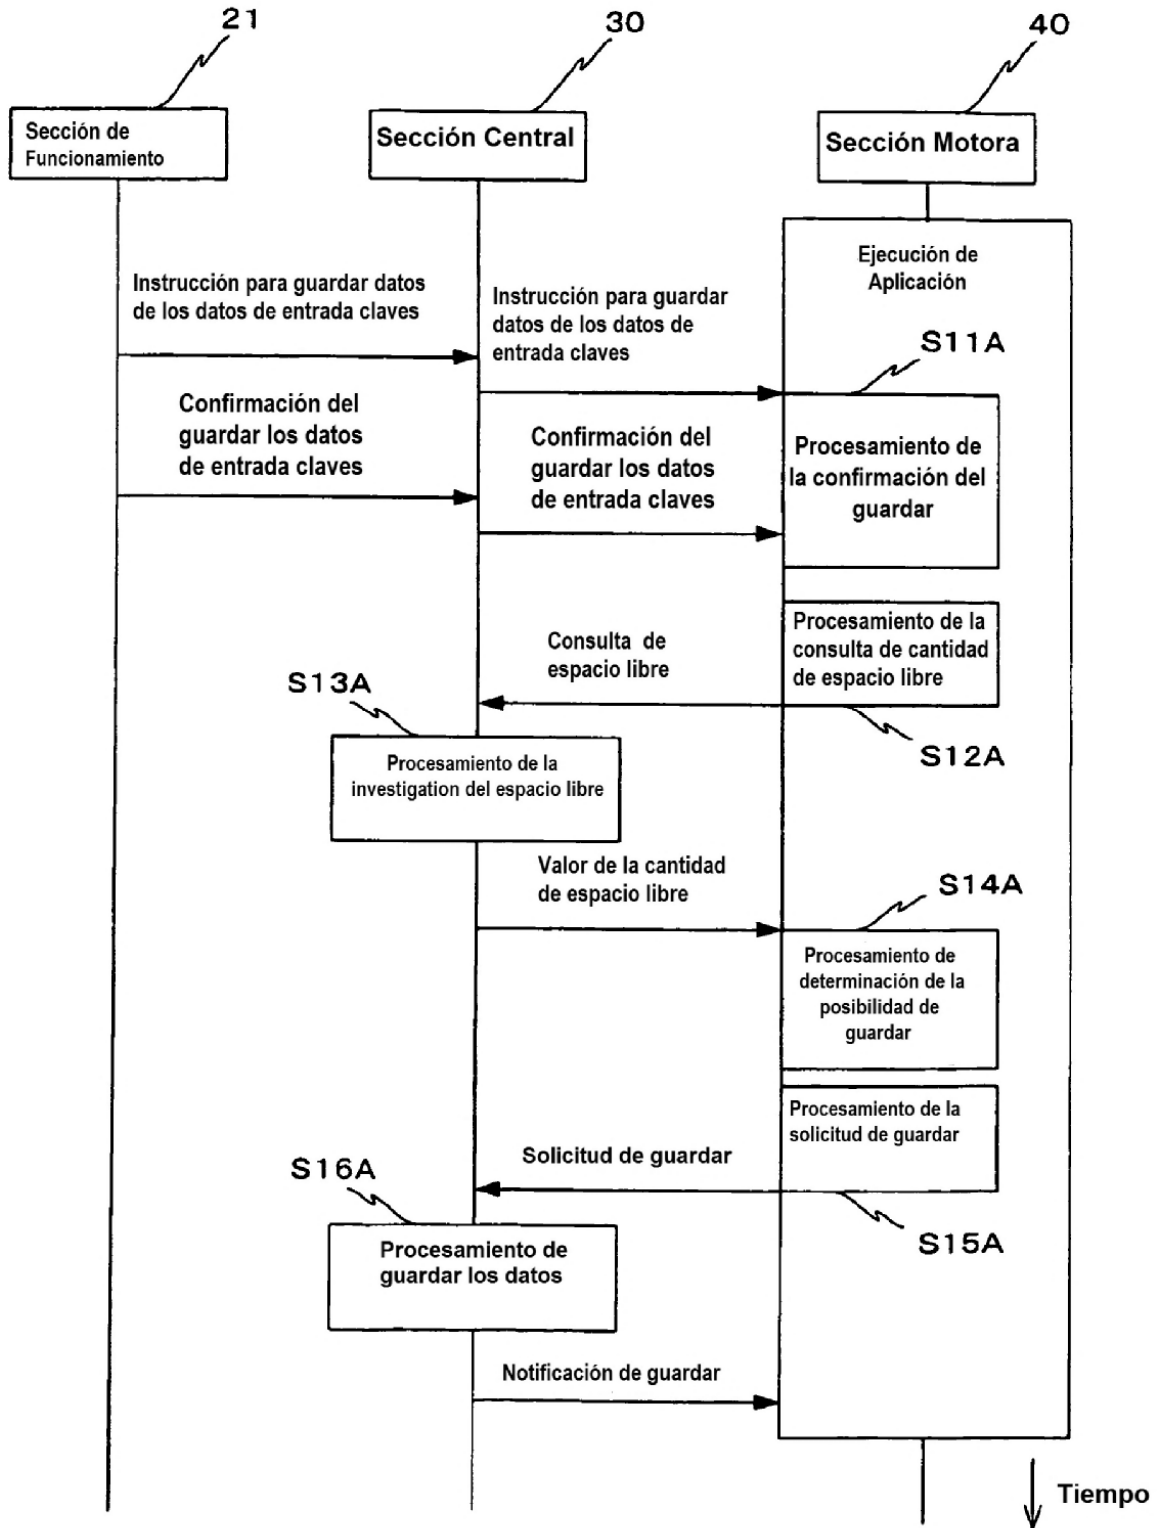 21
30
40
Sección de
Funcionamiento
Sección Central
Sección Motora
Ejecución de
Aplicación
Instrucción para guardar datos
de los datos de entrada claves
Instrucción para guardar
datos de los datos de
entrada claves
S11A
Confirmación del
guardar los datos
de entrada claves
Confirmación del
guardar los datos
de entrada claves
Procesamiento de
la confirmación del
guardar
Consulta de
espacio libre
Procesamiento de la
consulta de cantidad
de espacio libre
S13A
S12A
Procesamiento de la
investigation del espacio libre
Valor de la cantidad
de espacio libre
S14A
Procesamiento de
determinación de la
posibilidad de
guardar
Procesamiento de la
solicitud de guardar
Solicitud de guardar
S16A
S15A
Procesamiento de
guardar los datos
Notificación de guardar
Tiempo